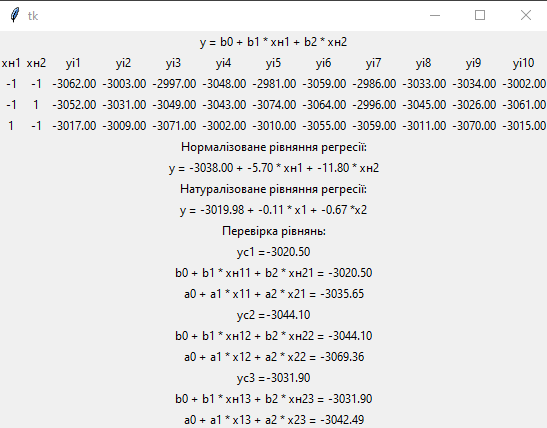 tk
y = b0 + b1 * xн1 + b2 * xн2
xн1 xн2 yi1 yi2 yi3 yi4 yi5 yi6 yi7 yi8 yi9 yi10
-1 -1 -3062.00 -3003.00 -2997.00 -3048.00 -2981.00 -3059.00 -2986.00 -3033.00 -3034.00 -3002.00
-1 1 -3052.00 -3031.00 -3049.00 -3043.00 -3074.00 -3064.00 -2996.00 -3045.00 -3026.00 -3061.00
1 -1 -3017.00 -3009.00 -3071.00 -3002.00 -3010.00 -3055.00 -3059.00 -3011.00 -3070.00 -3015.00
Нормалізоване рівняння регресії:
y = -3038.00 + -5.70 * xн1 + -11.80 * xн2
Натуралізоване рівняння регресії:
y = -3019.98 + -0.11 * x1 + -0.67 *x2
Перевірка рівнянь:
yc1 =-3020.50
b0 + b1 * xн11 + b2 * xн21 = -3020.50
a0 + a1 * x11 + a2 * x21 = -3035.65
yc2 =-3044.10
b0 + b1 * xн12 + b2 * xн22 = -3044.10
a0 + a1 * x12 + a2 * x22 = -3069.36
yc3 =-3031.90
b0 + b1 * xн13 + b2 * xн23 = -3031.90
a0 + a1 * x13 + a2 * x23 = -3042.49